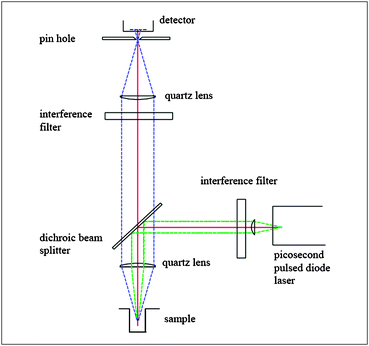 detector
pin hole
quartz lens
interference
filter
interference filter
dichroic beam
splitter
quartz lens
picosecond
pulsed diode
laser
sample